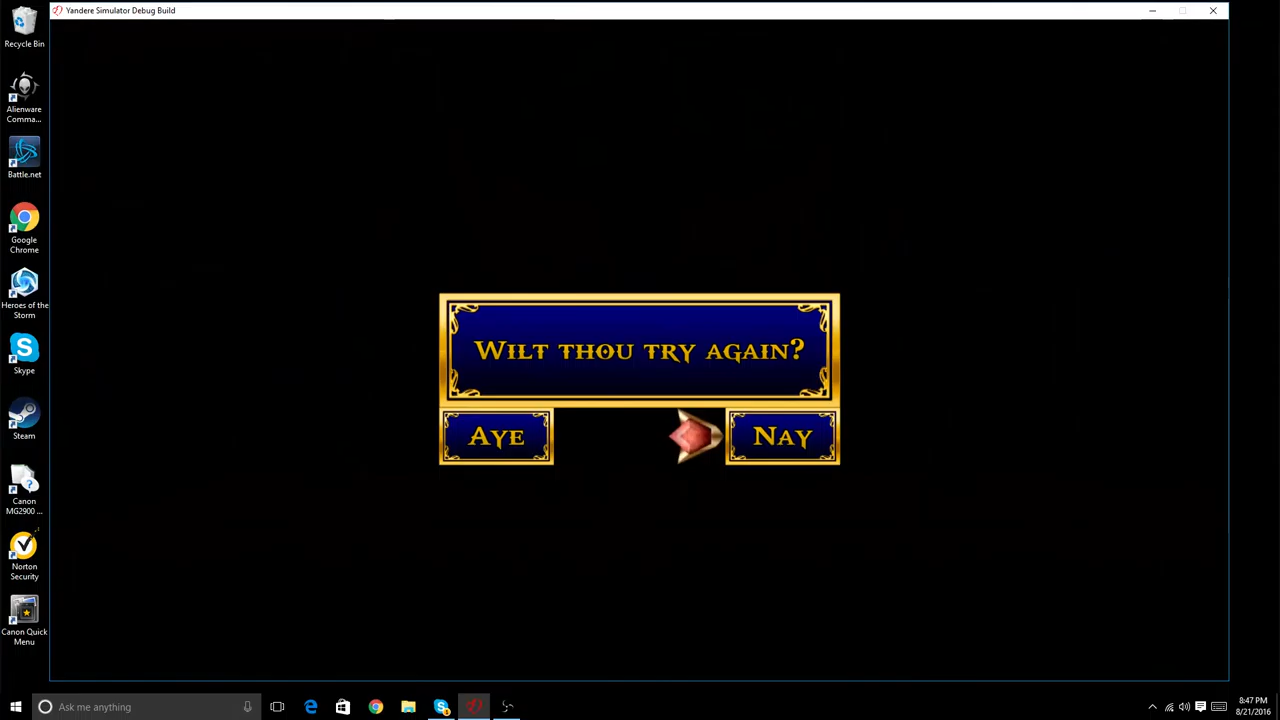 Yandere Simulator Debug Build
Recycle Bin
Alienware
Comma...
Battle.net
Google
Chrome
Heroes of the
Storm
Skype
Steam
Canon
MG2900 ...
Norton
Security
Canon Quick
Menu
Wilt thou try again?
Aye
Nay
Ask me anything
8:47 PM
8/21/2016